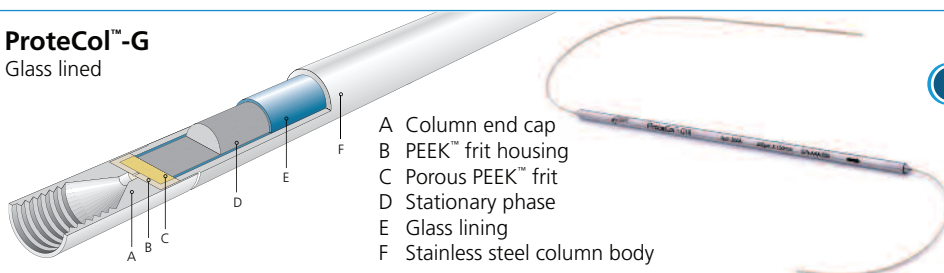 ProteCol™-G
Glass lined
A Column end cap
B PEEK™ frit housing
C Porous PEEK™ frit
D Stationary phase
E Glass lining
F Stainless steel column body
A
B
C
D
E
F